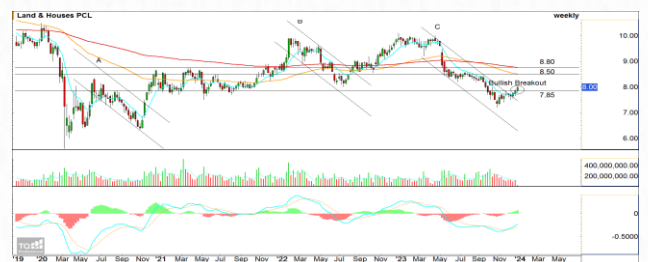 Land & Houses PCL
weekly
B
C
A
10.00
9.00
8.80
8.50
Bullish Breakout
8.00
7.85
7.00
6.00
400,000,000.00
200,000,000.00
0
-0.5000
'19 '20 Mar May Jul Sep Nov '21 Mar May Jul Sep Nov '22 Mar May Jul Sep Nov '23 Mar May Jul Sep Nov '24 Mar May